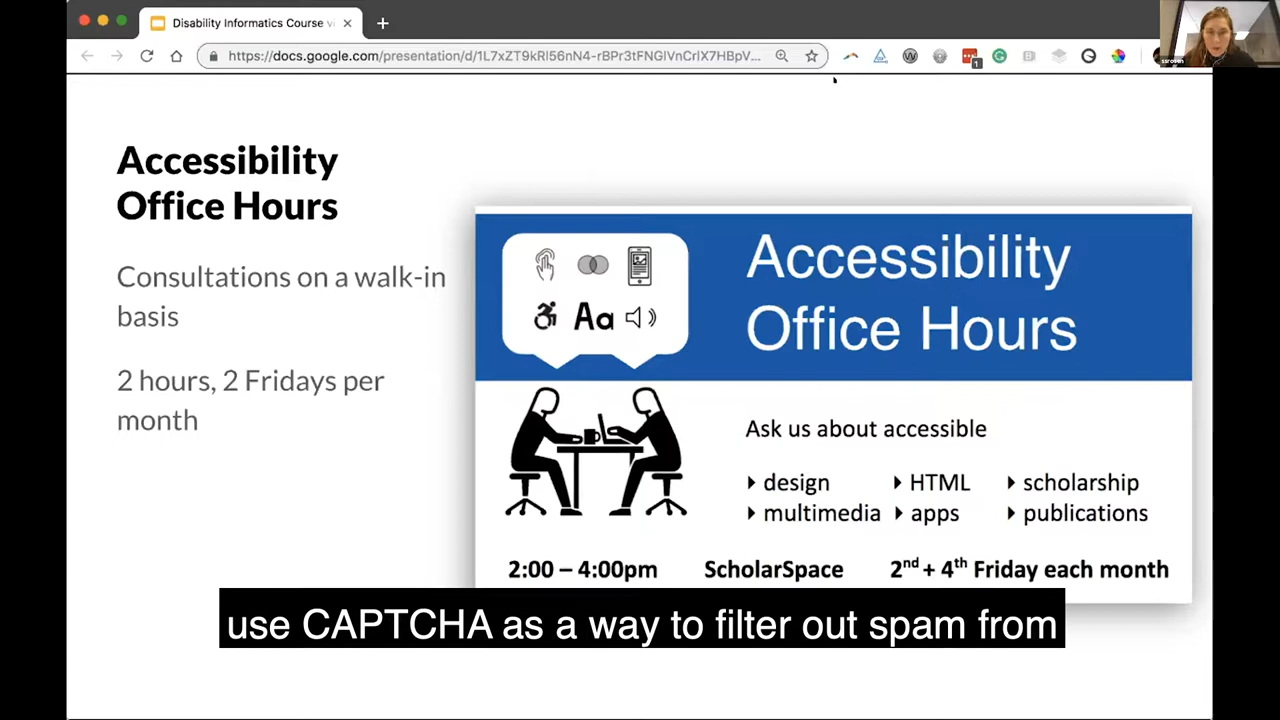 Disability Informatics Course
https://docs.google.com/presentation/d/1L7xZT9kRl56nN4-rBPr3tFNGlVnCrlX7HBpV...
1
Accessibility
Office Hours
Consultations on a walk-in
basis
2 hours, 2 Fridays per
month
Aa
Accessibility
Office Hours
Ask us about accessible
design
HTML
scholarship
multimedia
apps
publications
2:00 – 4:00pm
ScholarSpace
2nd + 4th Friday each month
use CAPTCHA as a way to filter out spam from